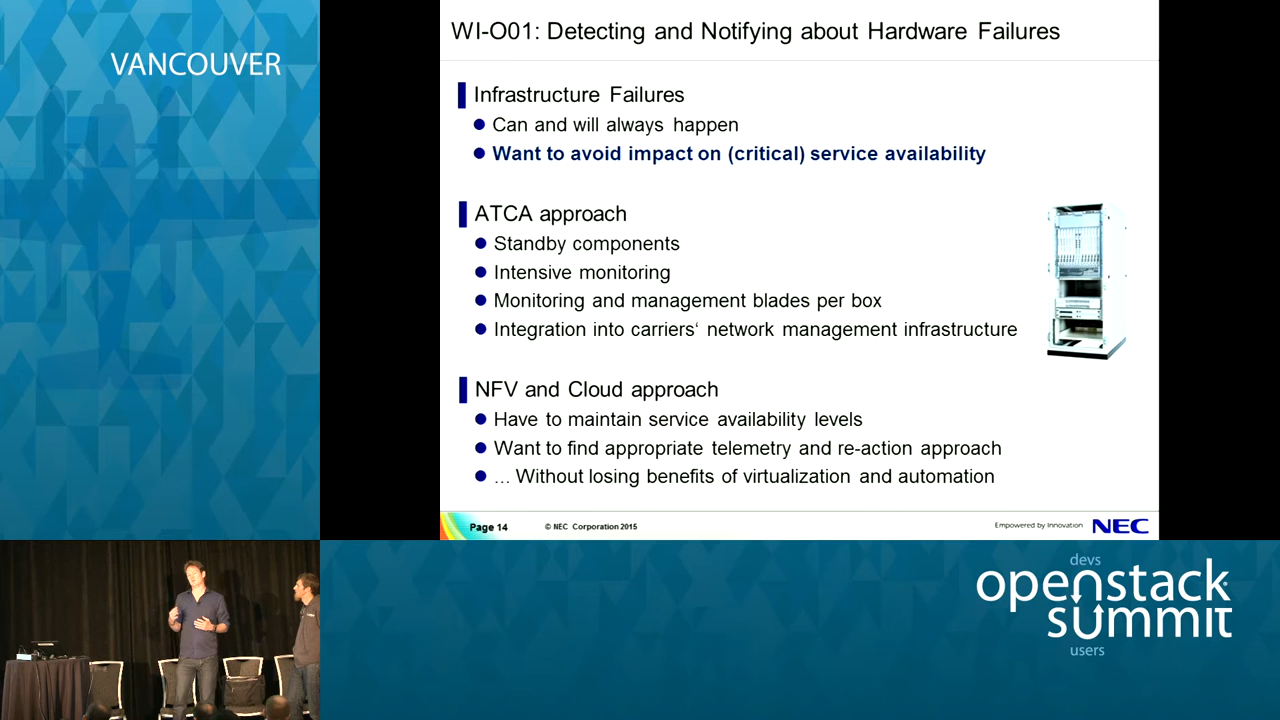 VANCOUVER
WI-O01: Detecting and Notifying about Hardware Failures
Infrastructure Failures
Can and will always happen
Want to avoid impact on (critical) service availability
ATCA approach
Standby components
Intensive monitoring
Monitoring and management blades per box
Integration into carriers‘ network management infrastructure
NFV and Cloud approach
Have to maintain service availability levels
Want to find appropriate telemetry and re-action approach
... Without losing benefits of virtualization and automation
Page 14
© NEC Corporation 2015
Empowered by Innovation NEC
devs
openstack
summit
users